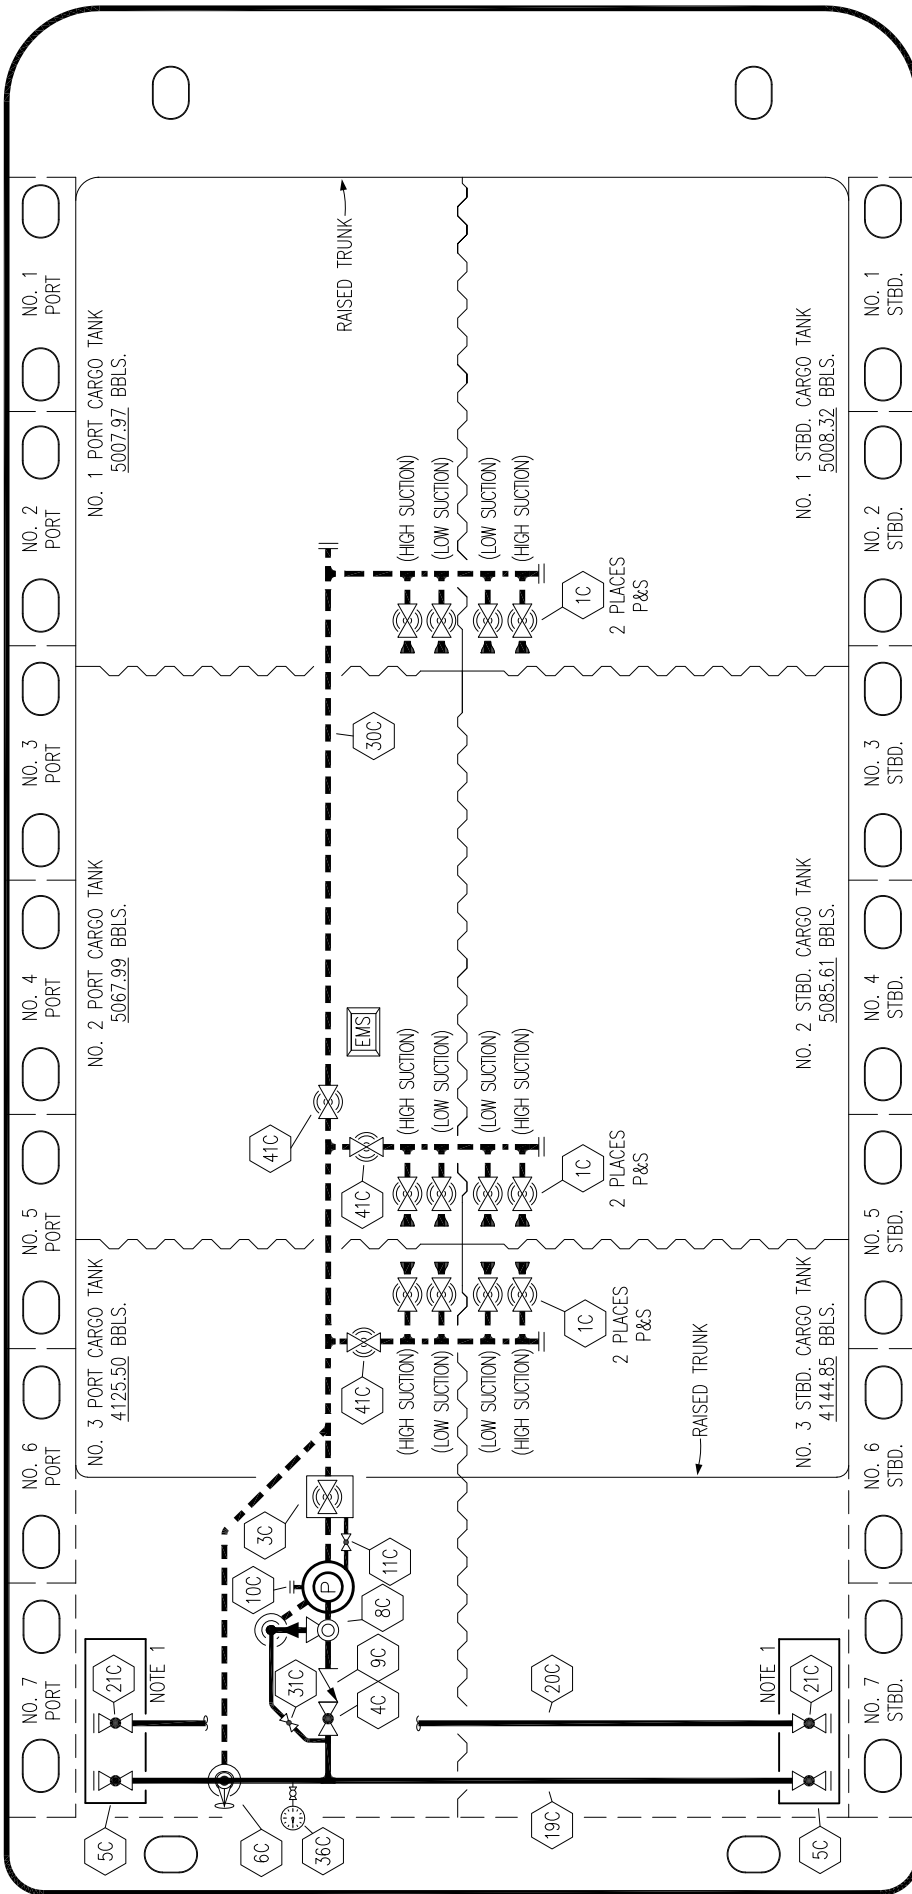 NO. 1
PORT
NO. 2
PORT
NO. 3
PORT
NO. 4
PORT
NO. 5
PORT
NO. 6
PORT
NO. 7
PORT
NO. 1 PORT CARGO TANK
5007.97 BBLS.
NO. 2 PORT CARGO TANK
5067.99 BBLS.
NO. 3 PORT CARGO TANK
4125.50 BBLS.
RAISED TRUNK
(HIGH SUCTION)
(LOW SUCTION)
(LOW SUCTION)
(HIGH SUCTION)
1C
2 PLACES
P&S
30C
EMS
41C
41C
(HIGH SUCTION)
(LOW SUCTION)
(LOW SUCTION)
(HIGH SUCTION)
1C
2 PLACES
P&S
41C
(HIGH SUCTION)
(LOW SUCTION)
(LOW SUCTION)
(HIGH SUCTION)
1C
2 PLACES
P&S
RAISED TRUNK
3C
11C
10C
P
8C
9C
4C
31C
21C
NOTE 1
5C
6C
36C
20C
19C
NOTE 1
21C
5C
NO. 1 STBD. CARGO TANK
5008.32 BBLS.
NO. 2 STBD. CARGO TANK
5085.61 BBLS.
NO. 3 STBD. CARGO TANK
4144.85 BBLS.
NO. 1
STBD.
NO. 2
STBD.
NO. 3
STBD.
NO. 4
STBD.
NO. 5
STBD.
NO. 6
STBD.
NO. 7
STBD.